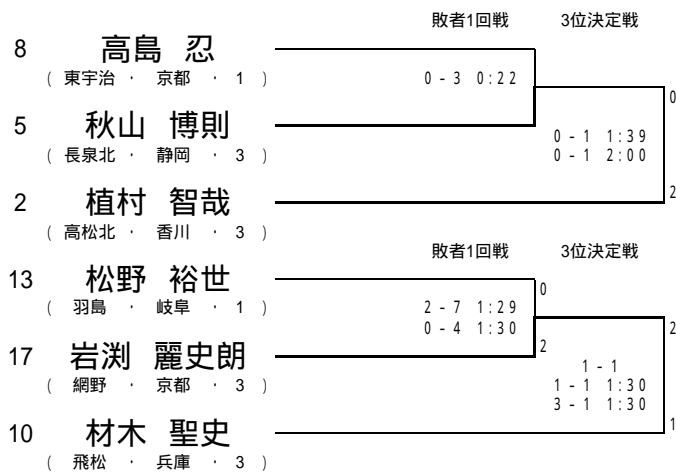 敗者1回戦 3位決定戦
8 高島 忍
( 東宇治 ・ 京都 ・ 1 )
0 - 3 0:22
0
5 秋山 博則
( 長泉北 ・ 静岡 ・ 3 )
0 - 1 1:39
0 - 1 2:00
2 植村 智哉
2
( 高松北 ・ 香川 ・ 3 )
敗者1回戦 3位決定戦
13 松野 裕世
0
( 羽島 ・ 岐阜 ・ 1 )
2 - 7 1:29
0 - 4 1:30
2
17 岩渕 麗史朗
2
( 網野 ・ 京都 ・ 3 )
1 - 1
1 - 1 1:30
3 - 1 1:30
10 材木 聖史
1
( 飛松 ・ 兵庫 ・ 3 )